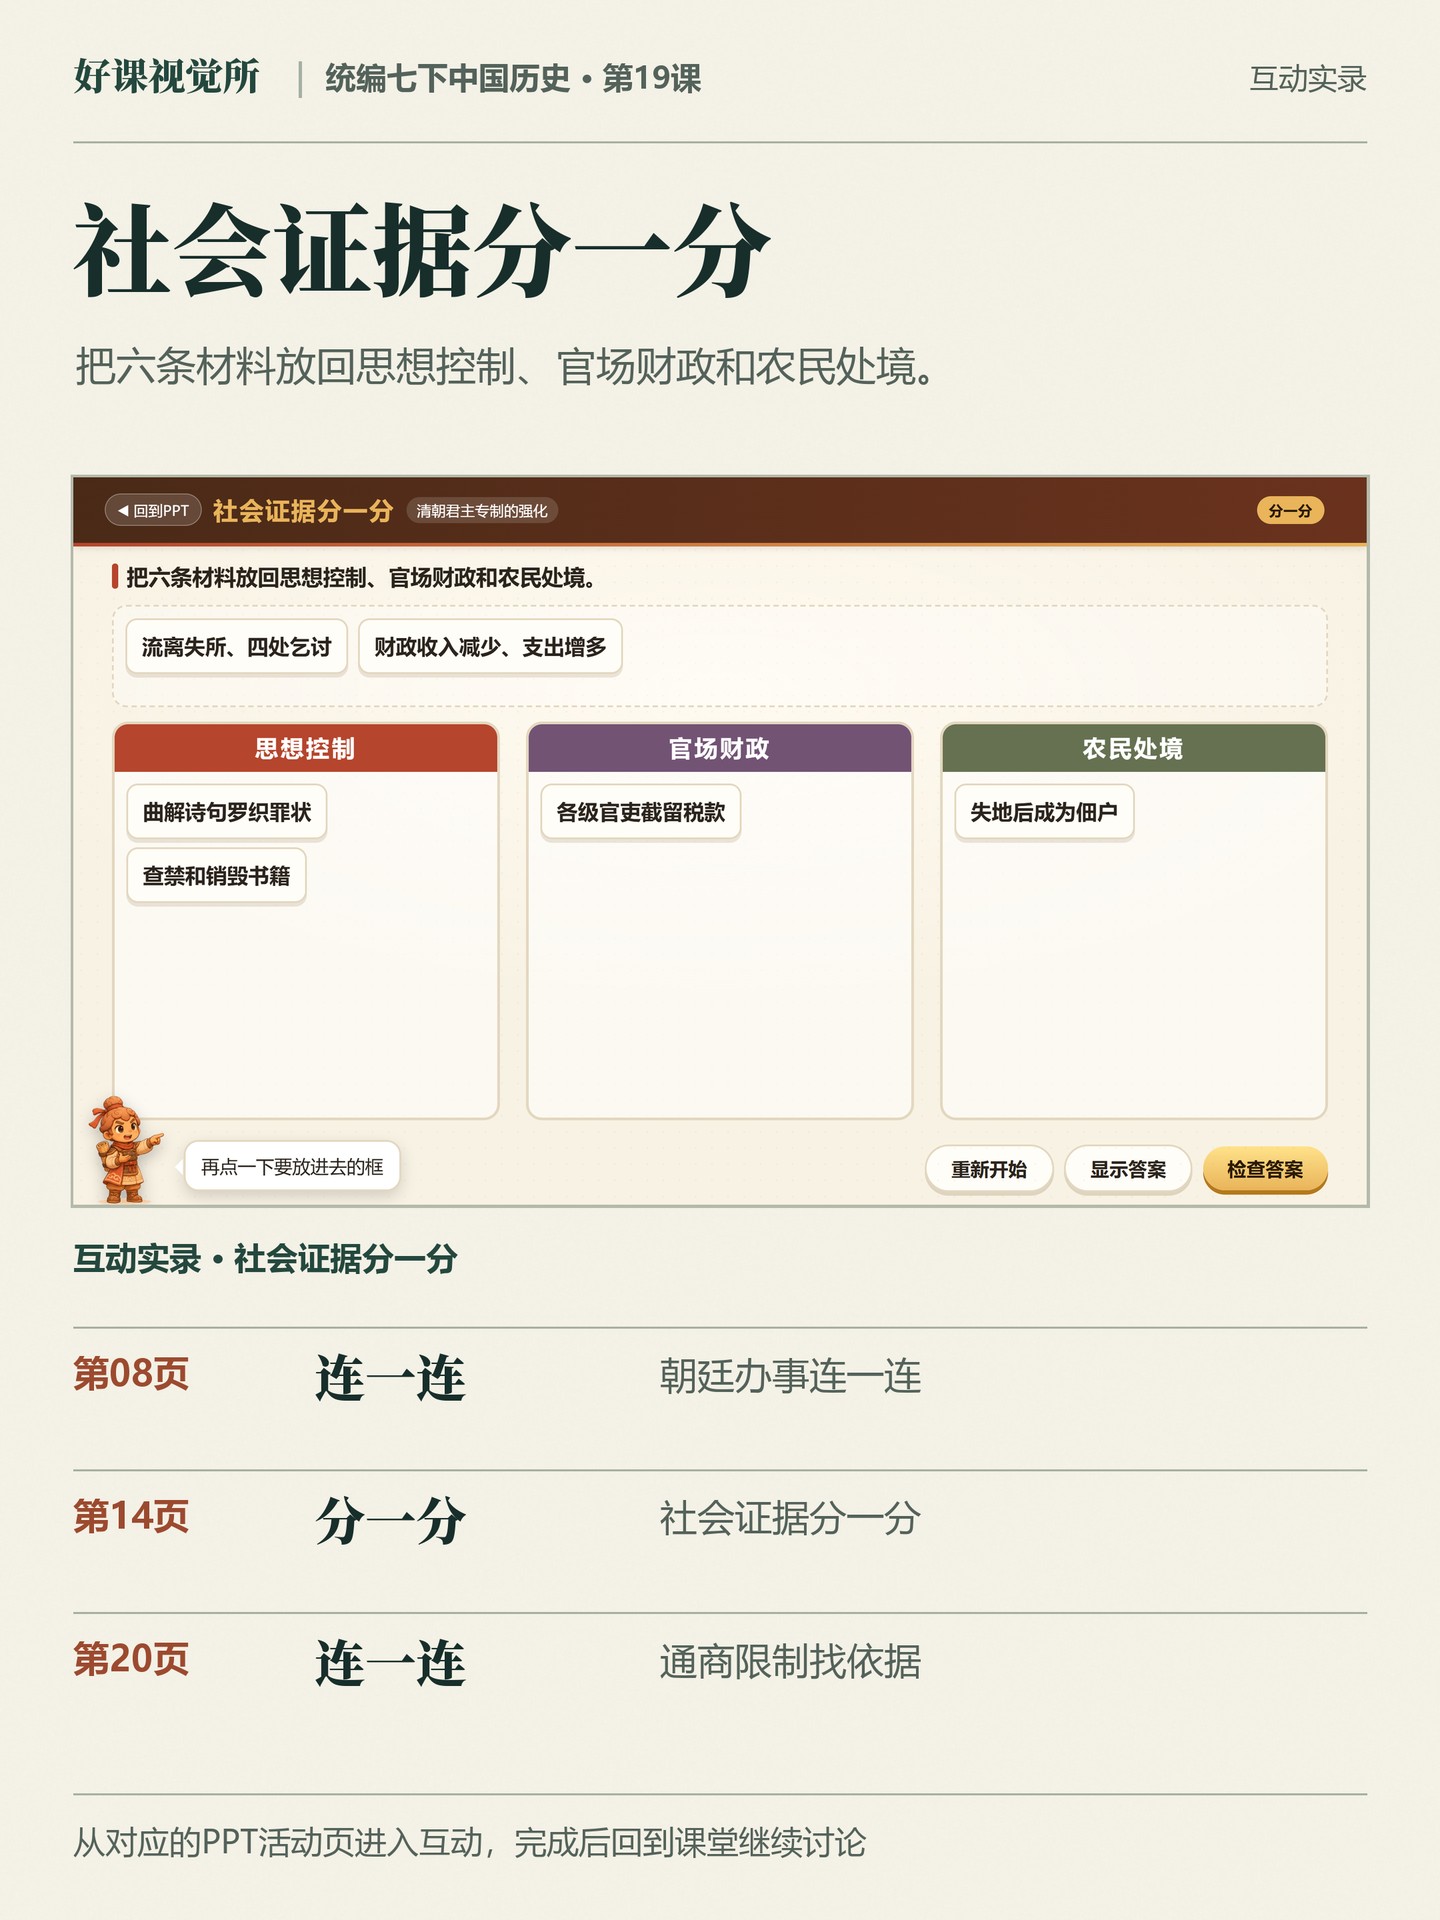 好课视觉所 | 统编七下中国历史·第19课 互动实录
社会证据分一分
把六条材料放回思想控制、官场财政和农民处境。
◀ 回到PPT 社会证据分一分 清朝君主专制的强化 分一分
把六条材料放回思想控制、官场财政和农民处境。
流离失所、四处乞讨 财政收入减少、支出增多
思想控制 官场财政 农民处境
曲解诗句罗织罪状 各级官吏截留税款 失地后成为佃户
查禁和销毁书籍
再点一下要放进去的框 重新开始 显示答案 检查答案
互动实录·社会证据分一分
第08页 连一连 朝廷办事连一连
第14页 分一分 社会证据分一分
第20页 连一连 通商限制找依据
从对应的PPT活动页进入互动，完成后回到课堂继续讨论